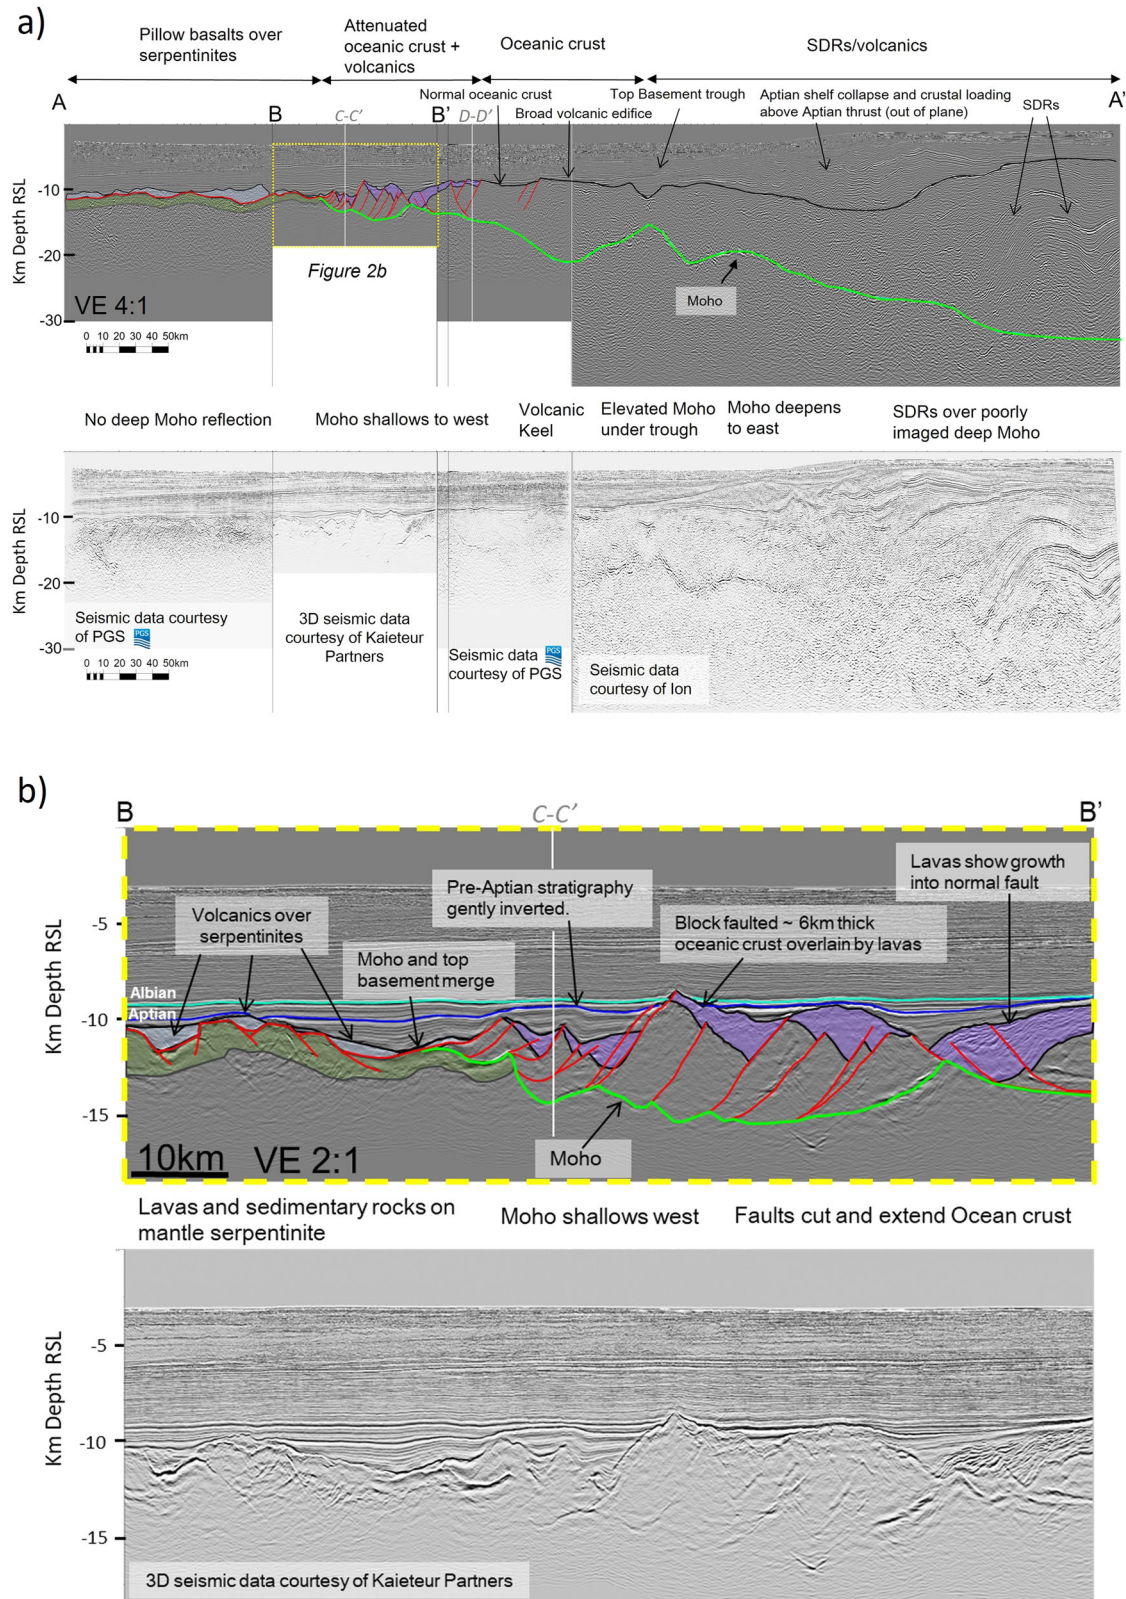 a)
Pillow basalts over
serpentinites
Attenuated
oceanic crust +
volcanics
Oceanic crust
SDRs/volcanics
A
B
C-C'
B'
D-D'
A'
Normal oceanic crust
Broad volcanic edifice
Top Basement trough
Aptian shelf collapse and crustal loading
above Aptian thrust (out of plane)
SDRs
Km Depth RSL
-10
-20
-30
Figure 2b
VE 4:1
0 10 20 30 40 50km
Moho
No deep Moho reflection
Moho shallows to west
Volcanic
Keel
Elevated Moho
under trough
Moho deepens
to east
SDRs over poorly
imaged deep Moho
Km Depth RSL
-10
-20
-30
Seismic data courtesy
of PGS
PGS
0 10 20 30 40 50km
3D seismic data
courtesy of Kaieteur
Partners
Seismic data
PGS
courtesy of PGS
Seismic data
courtesy of Ion
b)
B
C-C'
B'
Km Depth RSL
-5
-10
-15
Volcanics over
serpentinites
Pre-Aptian stratigraphy
gently inverted.
Lavas show growth
into normal fault
Block faulted ~ 6km thick
oceanic crust overlain by lavas
Moho and top
basement merge
Albian
Aptian
Moho
10km
VE 2:1
Lavas and sedimentary rocks on
mantle serpentinite
Moho shallows west
Faults cut and extend Ocean crust
Km Depth RSL
-5
-10
-15
3D seismic data courtesy of Kaieteur Partners